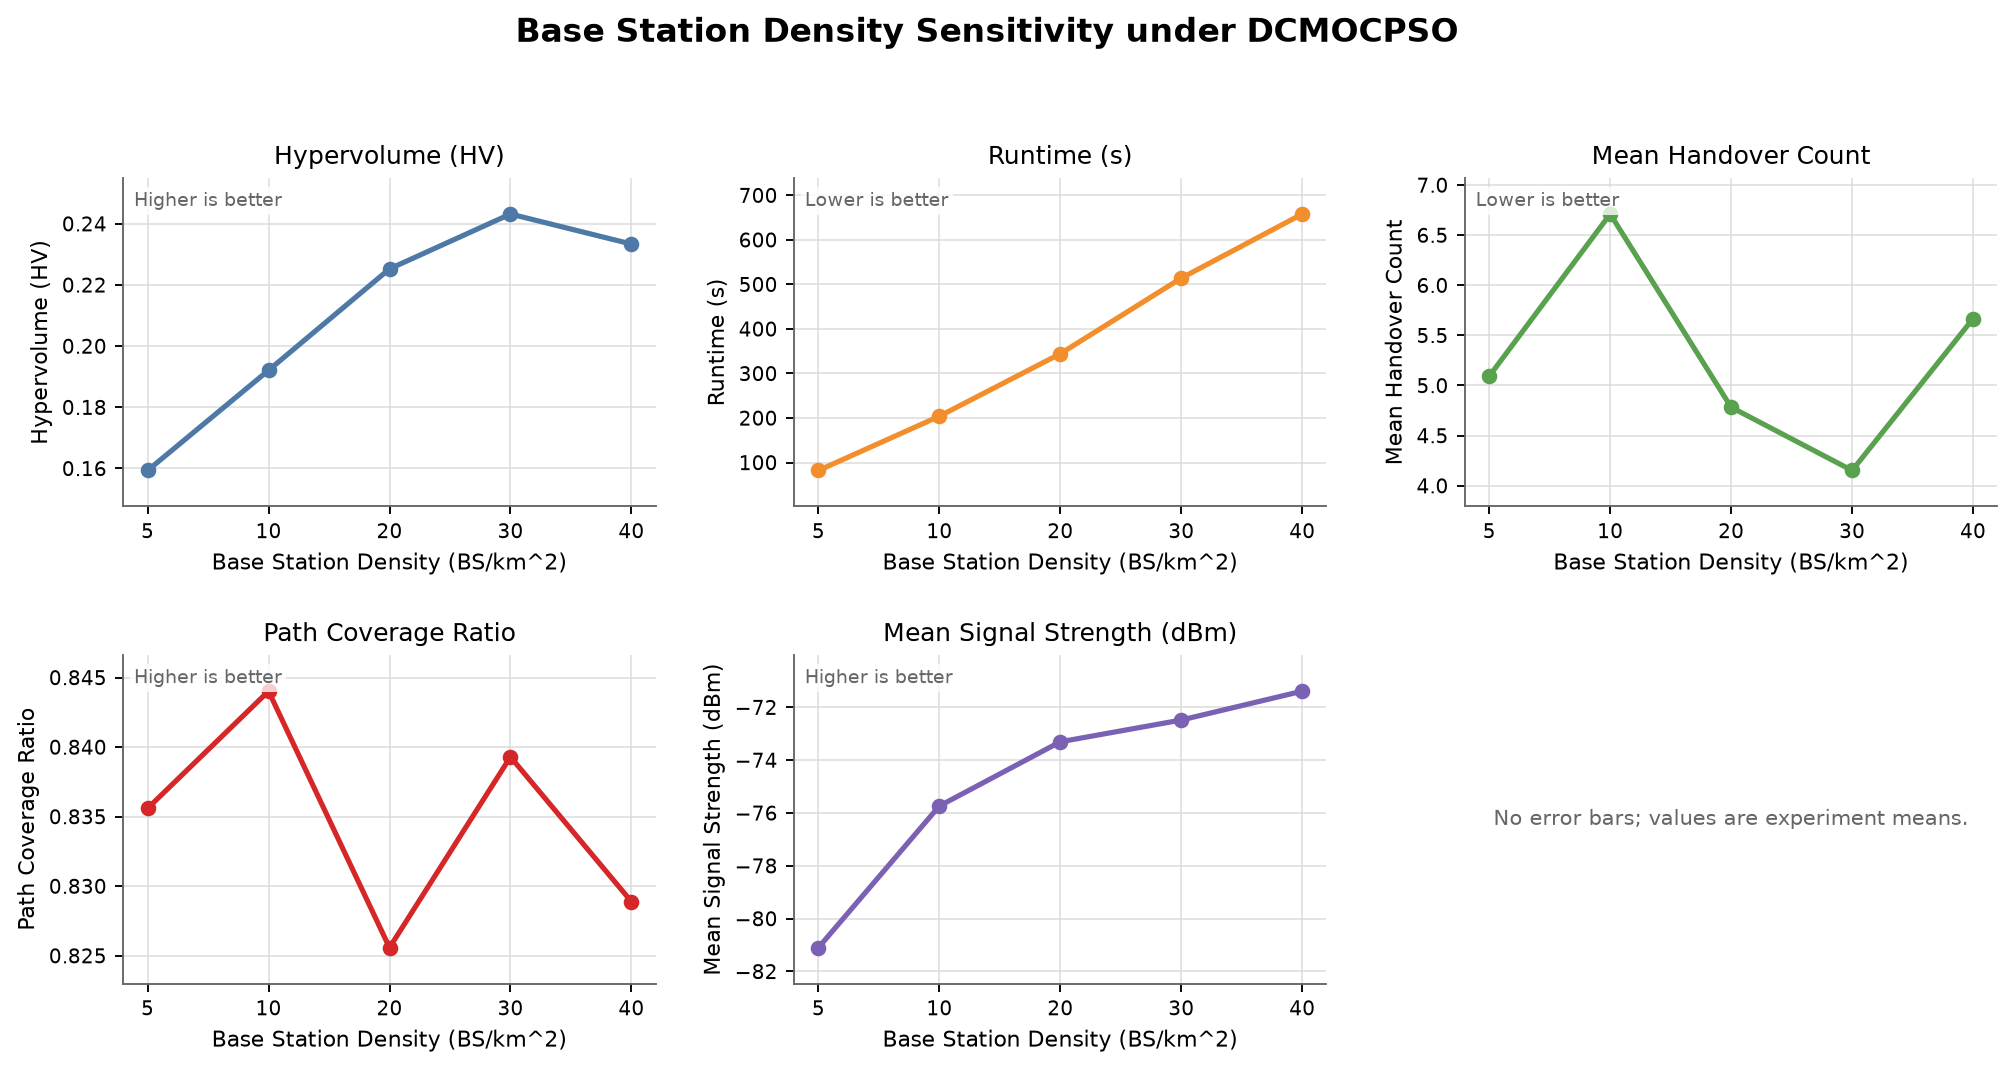 Base Station Density Sensitivity under DCMOCPSO
Hypervolume (HV)
Higher is better
Hypervolume (HV)
0.24
0.22
0.20
0.18
0.16
5 10 20 30 40
Base Station Density (BS/km^2)
Runtime (s)
Lower is better
Runtime (s)
700
600
500
400
300
200
100
5 10 20 30 40
Base Station Density (BS/km^2)
Mean Handover Count
Lower is better
Mean Handover Count
7.0
6.5
6.0
5.5
5.0
4.5
4.0
5 10 20 30 40
Base Station Density (BS/km^2)
Path Coverage Ratio
Higher is better
Path Coverage Ratio
0.845
0.840
0.835
0.830
0.825
5 10 20 30 40
Base Station Density (BS/km^2)
Mean Signal Strength (dBm)
Higher is better
Mean Signal Strength (dBm)
−72
−74
−76
−78
−80
−82
5 10 20 30 40
Base Station Density (BS/km^2)
No error bars; values are experiment means.